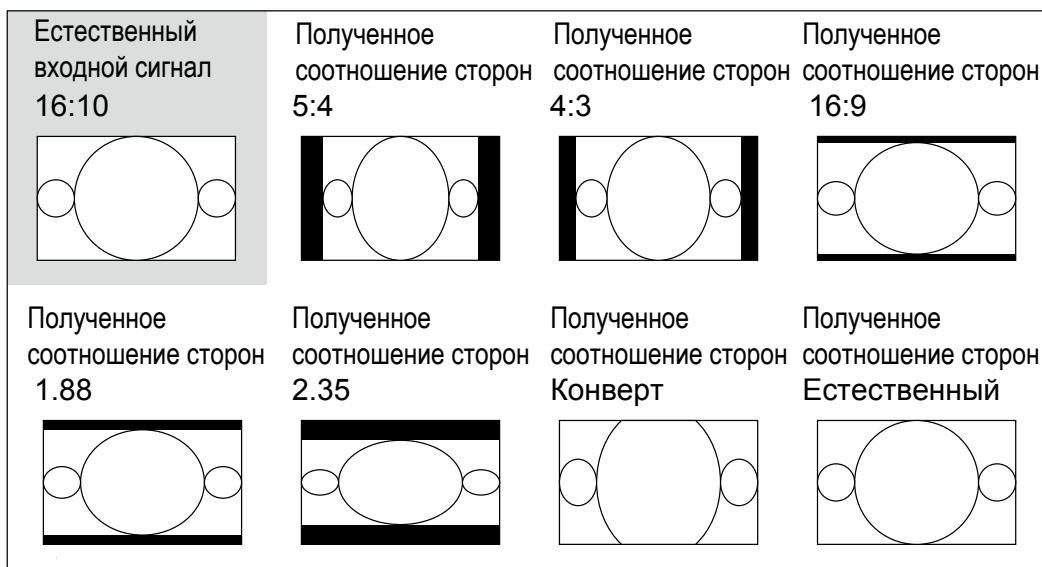 Естественный
входной сигнал
16:10
Полученное
соотношение сторон
5:4
Полученное
соотношение сторон
4:3
Полученное
соотношение сторон
16:9
Полученное
соотношение сторон
1.88
Полученное
соотношение сторон
2.35
Полученное
соотношение сторон
Конверт
Полученное
соотношение сторон
Естественный